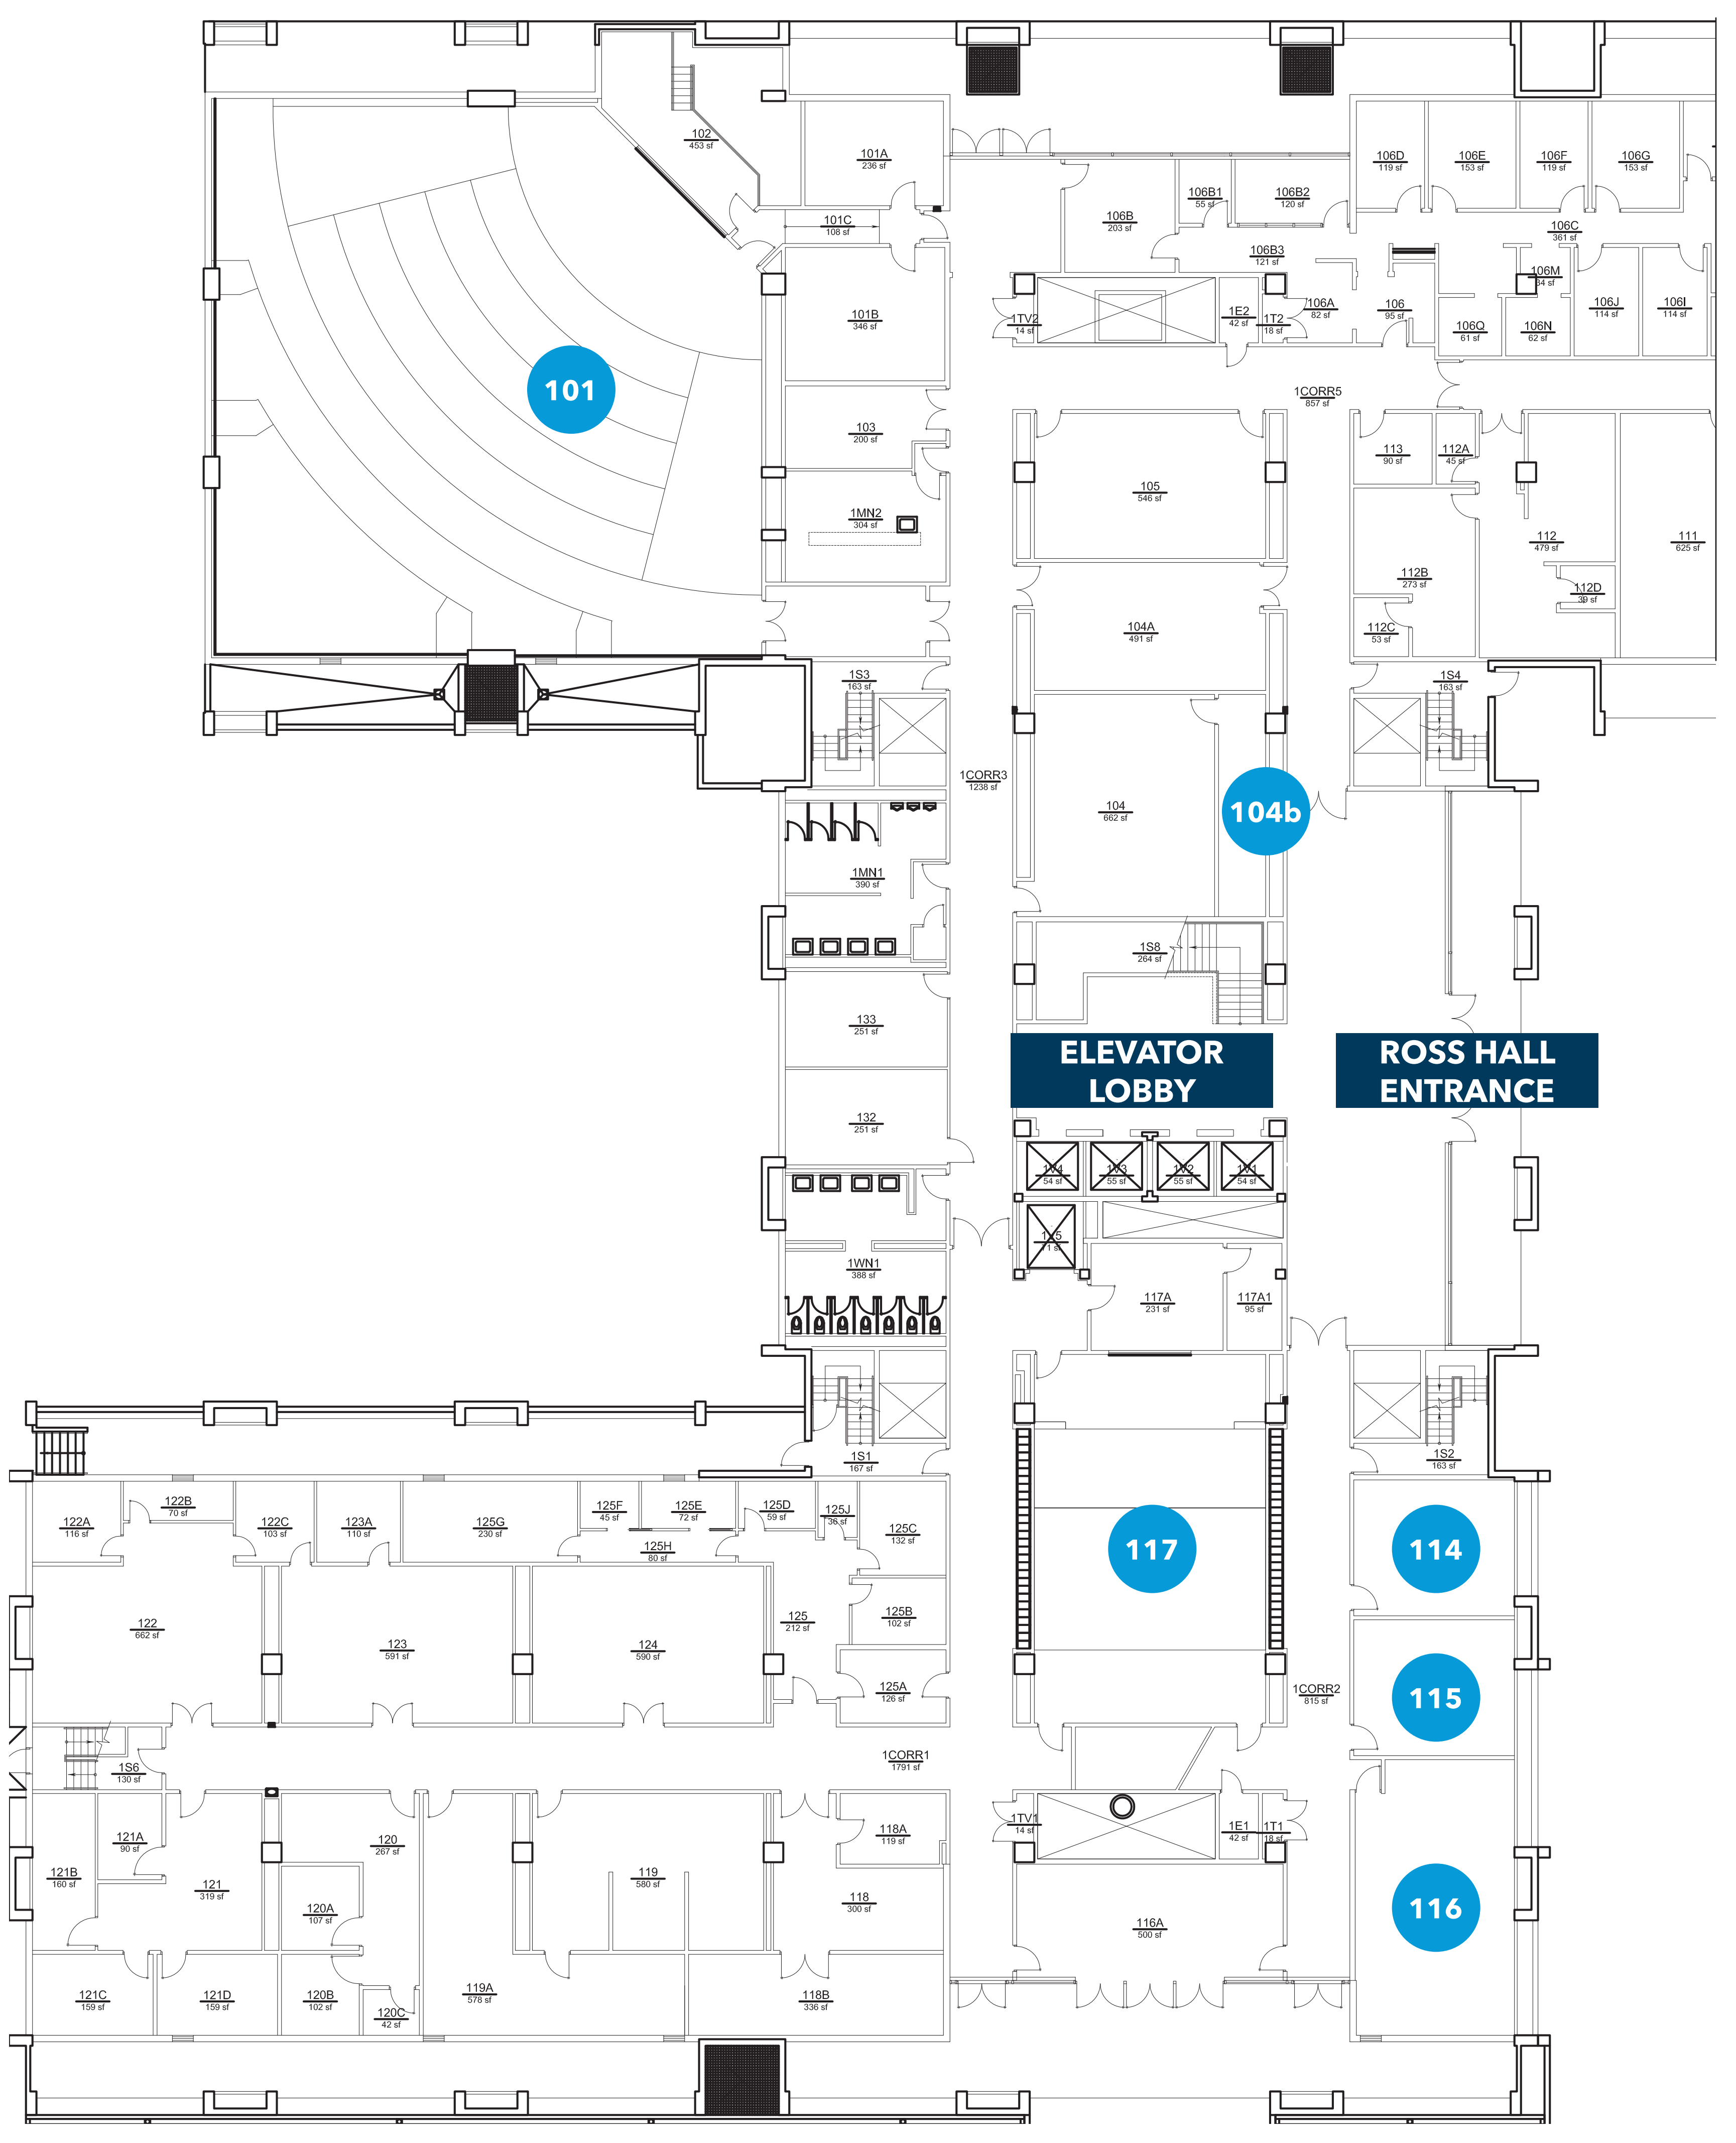 102
453 sf
101A
236 sf
106D
119 sf
106E
153 sf
106F
119 sf
106G
153 sf
106B1
55 sf
106B2
120 sf
101C
108 sf
106B
203 sf
106C
361 sf
106B3
121 sf
106M
34 sf
101B
346 sf
1TV2
14 sf
1E2
42 sf
1T2
18 sf
106A
82 sf
106
95 sf
106Q
61 sf
106N
62 sf
106J
114 sf
106I
114 sf
101
1CORR5
857 sf
103
200 sf
113
90 sf
112A
45 sf
105
546 sf
1MN2
304 sf
112
479 sf
111
625 sf
112B
273 sf
112D
39 sf
104A
491 sf
112C
53 sf
1S3
163 sf
1S4
163 sf
1CORR3
1238 sf
104
662 sf
104b
1MN1
390 sf
1S8
264 sf
133
251 sf
ELEVATOR
LOBBY
ROSS HALL
ENTRANCE
132
251 sf
1V4
54 sf
1V3
55 sf
1V2
55 sf
1V1
54 sf
1WN1
388 sf
117A
231 sf
117A1
95 sf
1S1
167 sf
1S2
163 sf
122A
116 sf
122B
70 sf
122C
103 sf
123A
110 sf
125G
230 sf
125F
45 sf
125E
72 sf
125D
59 sf
125J
36 sf
125C
132 sf
125H
80 sf
117
114
122
662 sf
123
591 sf
124
590 sf
125
212 sf
125B
102 sf
125A
126 sf
1CORR2
815 sf
115
1S6
130 sf
1CORR1
1791 sf
121A
90 sf
120
267 sf
118A
119 sf
1TV1
14 sf
1E1
42 sf
1T1
18 sf
121B
160 sf
121
319 sf
119
580 sf
118
300 sf
116
120A
107 sf
116A
500 sf
121C
159 sf
121D
159 sf
120B
102 sf
120C
42 sf
119A
578 sf
118B
336 sf